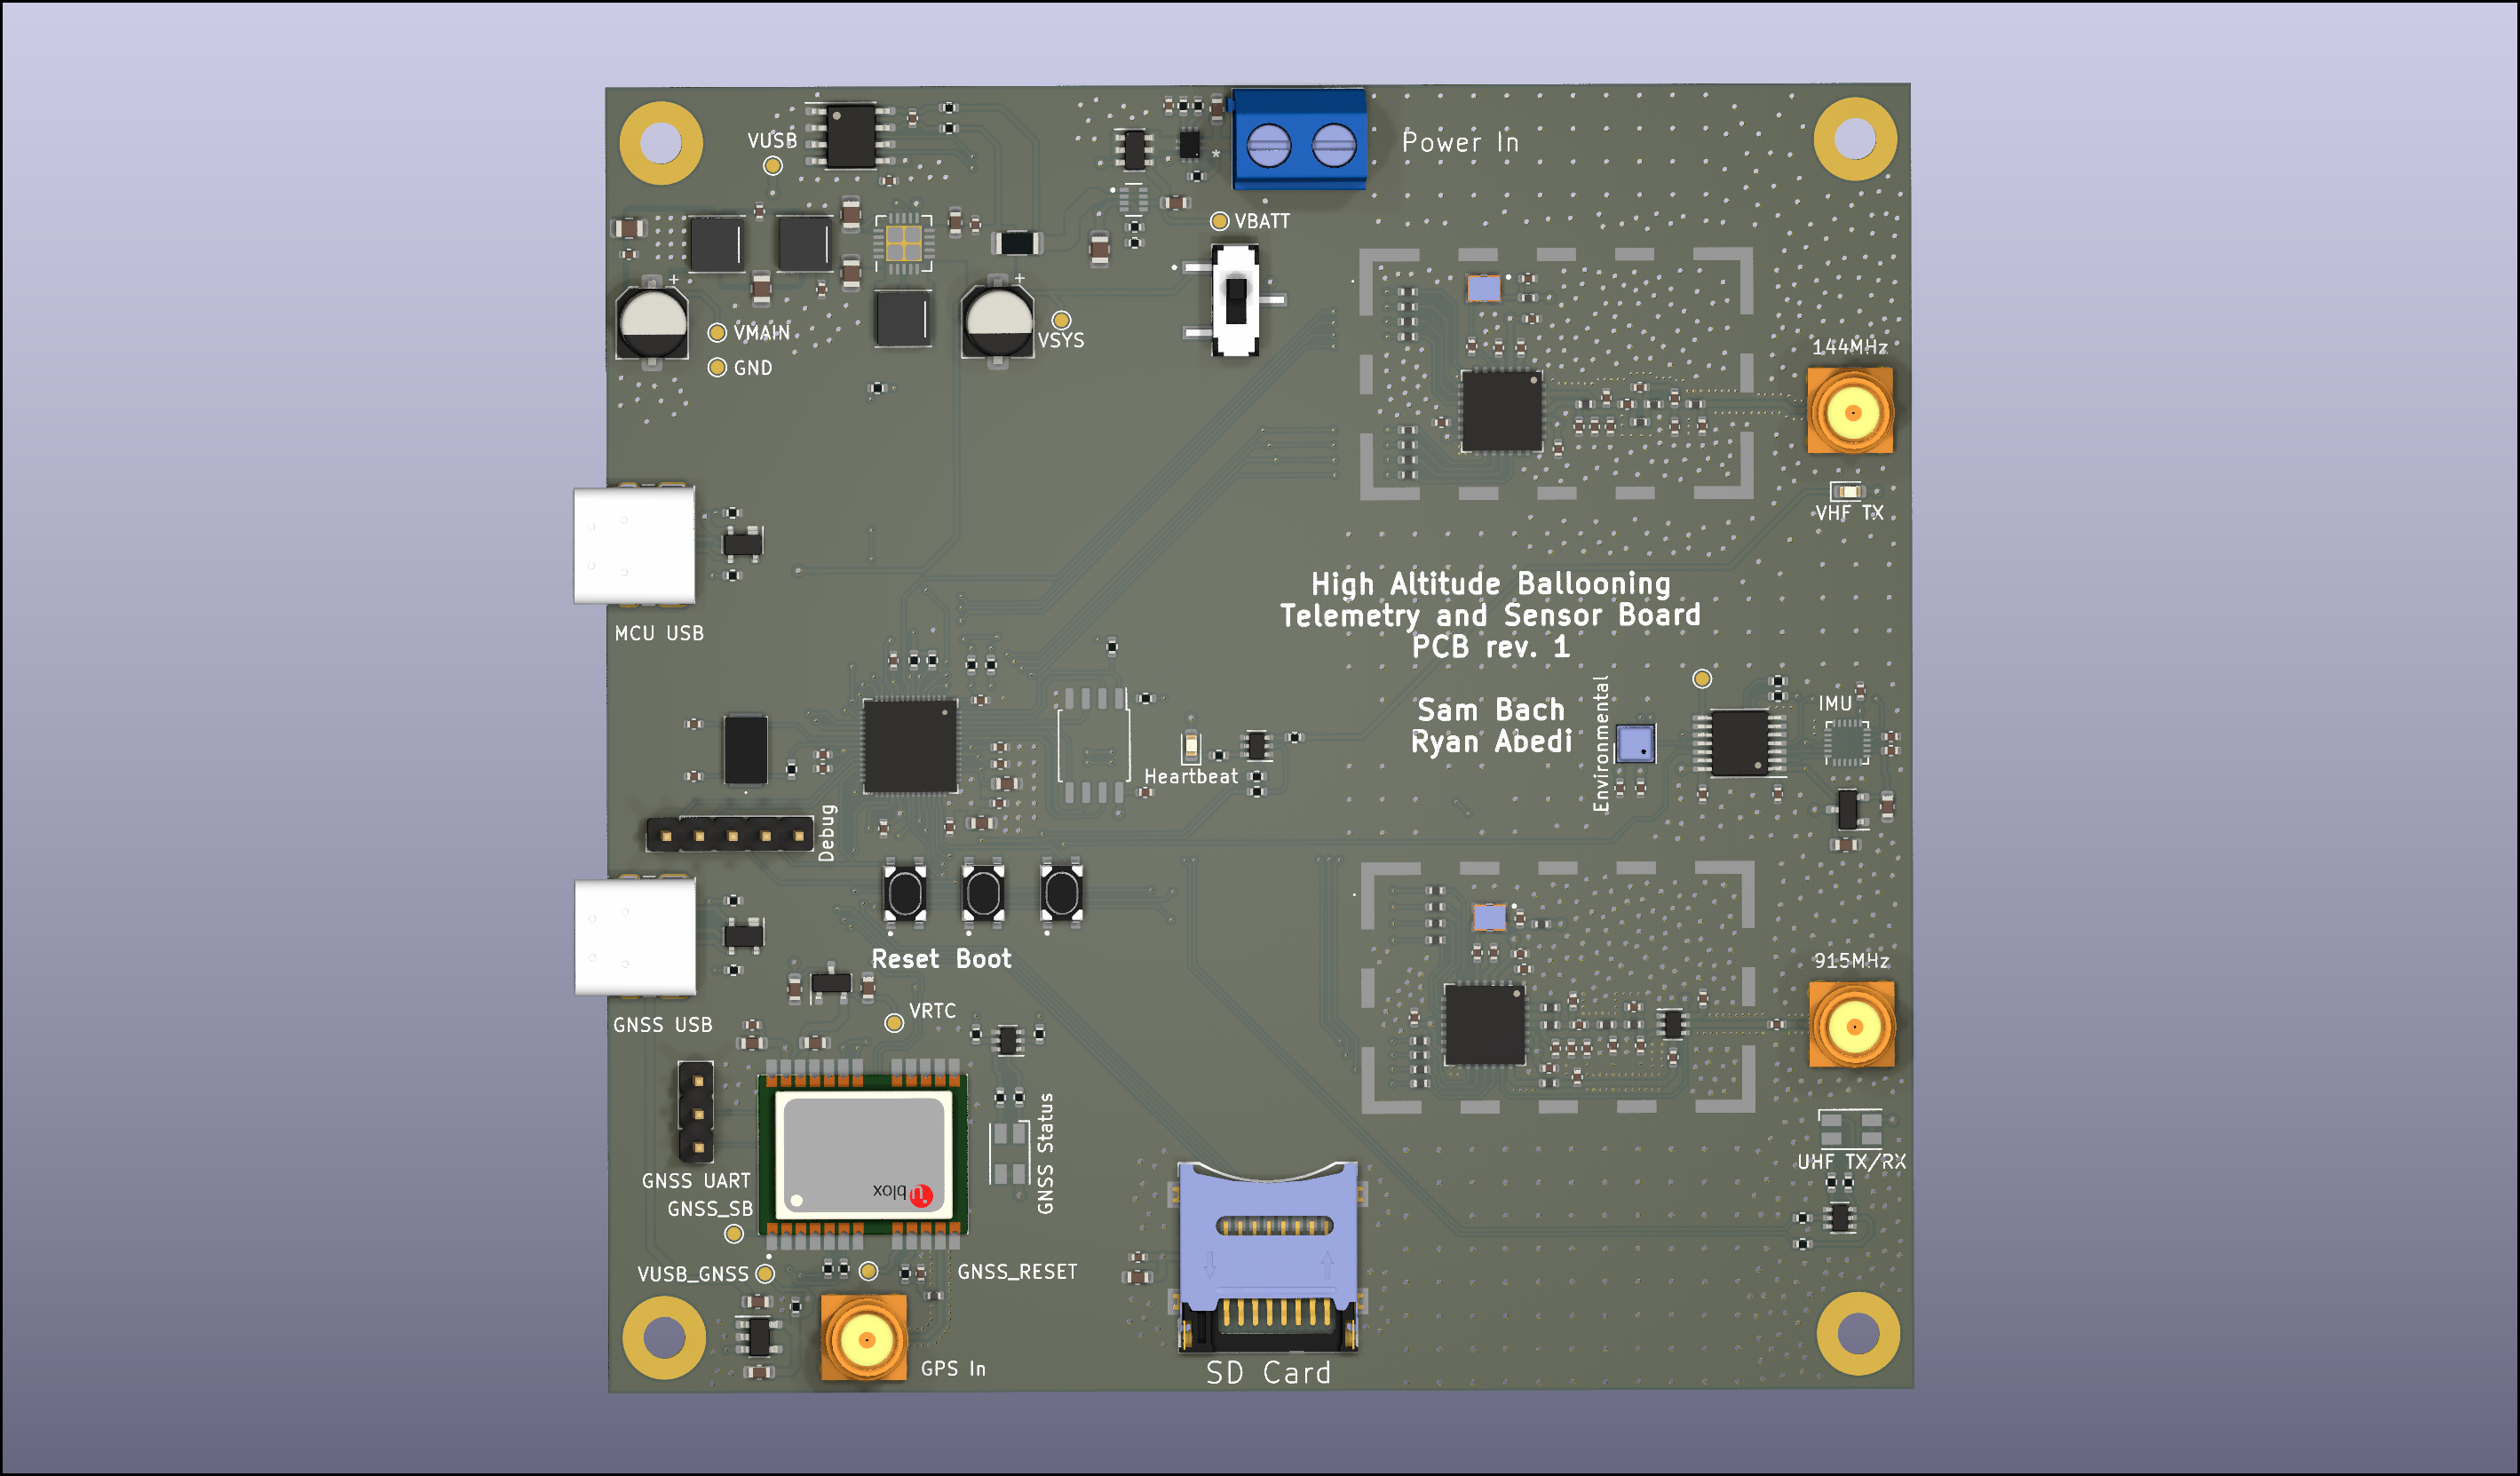 VUSB
Power In
VBATT
VMAIN
VSYS
GND
144MHz
VHF TX
High Altitude Ballooning
Telemetry and Sensor Board
PCB rev. 1
MCU USB
Sam Bach
Ryan Abedi
Environmental
IMU
Heartbeat
Debug
Reset Boot
915MHz
GNSS USB
VRTC
GNSS Status
UHF TX/RX
GNSS UART
GNSS_SB
u blox
VUSB_GNSS
GNSS_RESET
GPS In
SD Card